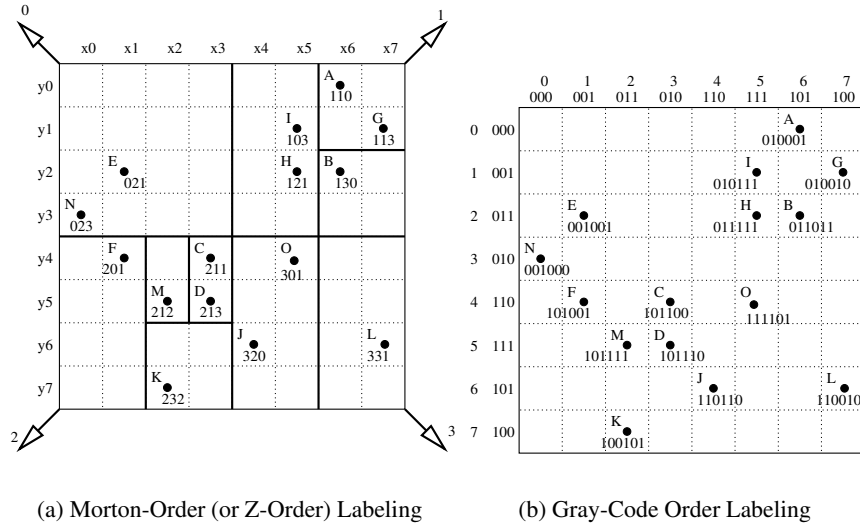 0
1
x0 x1 x2 x3 x4 x5 x6 x7
y0
A
110
y1
I
103
G
113
y2
E
021
H
121
B
130
y3
N
023
y4
F
201
C
211
O
301
y5
M
212
D
213
y6
J
320
L
331
y7
K
232
2
3
(a) Morton-Order (or Z-Order) Labeling
0 1 2 3 4 5 6 7
000 001 011 010 110 111 101 100
0 000
A
010001
1 001
I
010111
G
010010
2 011
E
001001
H
011111
B
011011
3 010
N
001000
4 110
F
101001
C
101100
O
111101
5 111
M
101111
D
101110
6 101
J
110110
L
110010
7 100
K
100101
(b) Gray-Code Order Labeling